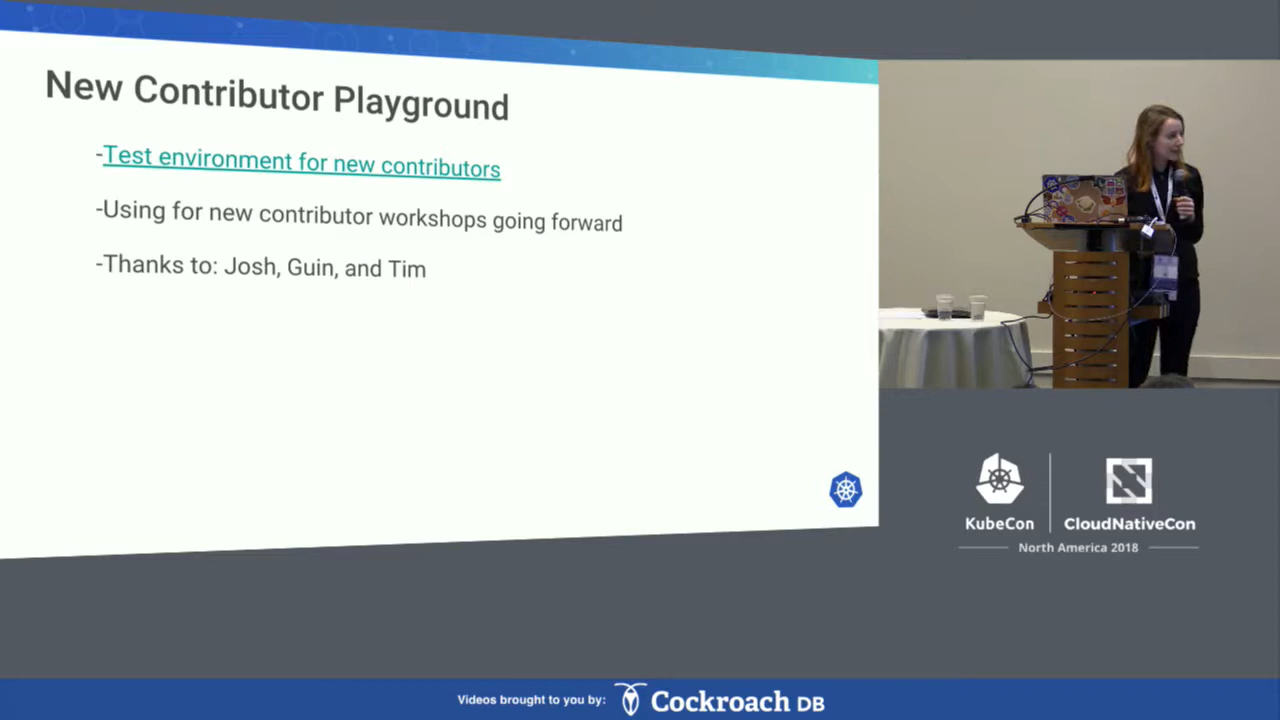 New Contributor Playground
-Test environment for new contributors
-Using for new contributor workshops going forward
-Thanks to: Josh, Guin, and Tim
KubeCon
CloudNativeCon
North America 2018
Videos brought to you by:
Cockroach DB